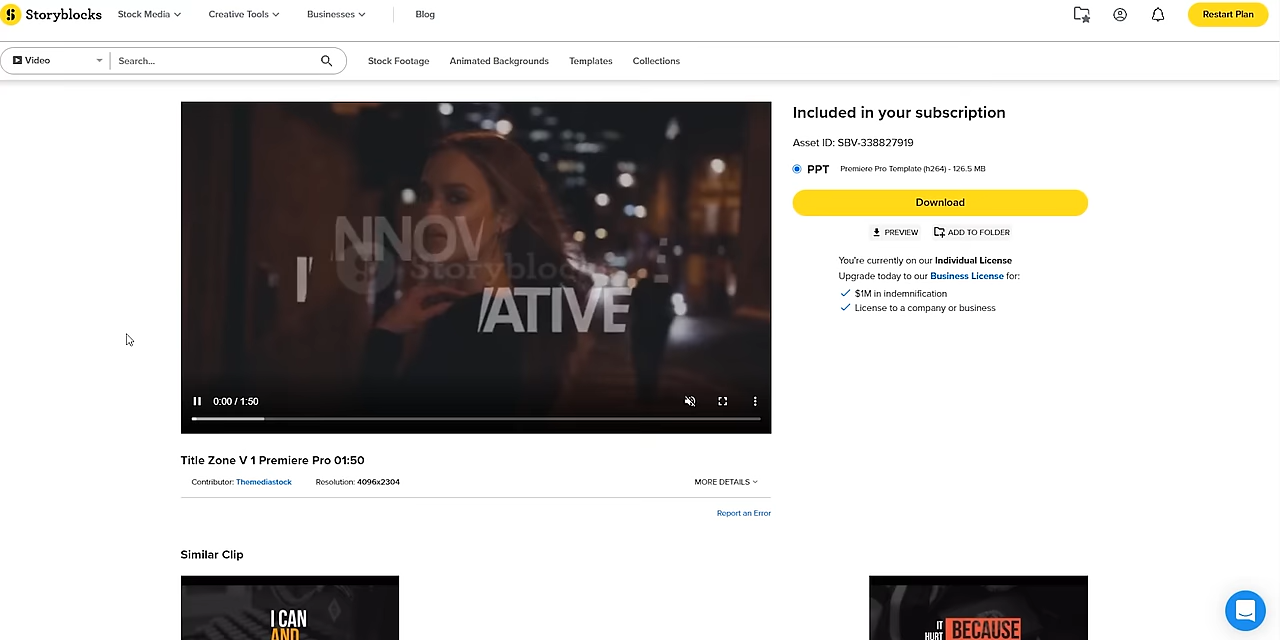 Storyblocks Stock Media Creative Tools Businesses Blog Restart Plan
Video Search... Stock Footage Animated Backgrounds Templates Collections
Included in your subscription
Asset ID: SBV-338827919
PPT Premiere Pro Template (h264) - 126.5 MB
Download
PREVIEW ADD TO FOLDER
You're currently on our Individual License
Upgrade today to our Business License for:
$1M in indemnification
License to a company or business
NNOV
Storyblocks
/ATIVE
0:00 / 1:50
Title Zone V 1 Premiere Pro 01:50
Contributor: Themediastock Resolution: 4096x2304 MORE DETAILS
Report an Error
Similar Clip
I CAN
AND
IT
HURT BECAUSE